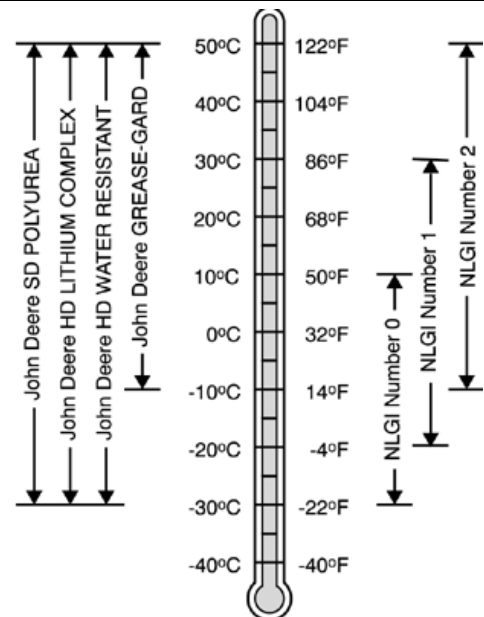 John Deere SD POLYUREA
John Deere HD LITHIUM COMPLEX
John Deere HD WATER RESISTANT
John Deere GREASE-GARD
50ºC 122ºF
40ºC 104ºF
30ºC 86ºF
20ºC 68ºF
10ºC 50ºF
0ºC 32ºF
-10ºC 14ºF
-20ºC -4ºF
-30ºC -22ºF
-40ºC -40ºF
NLGI Number 0
NLGI Number 1
NLGI Number 2